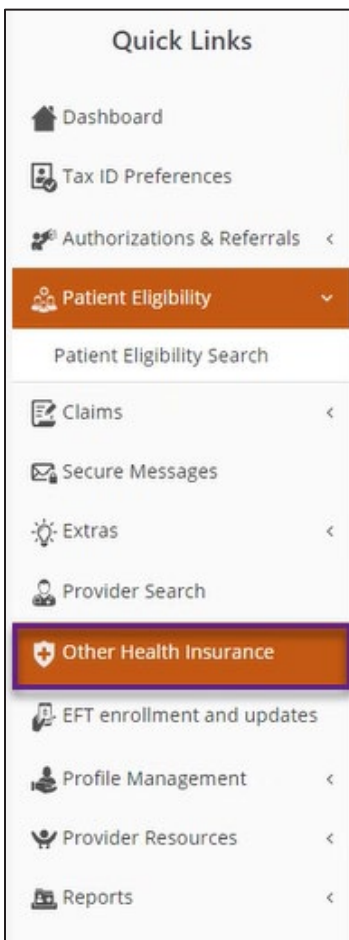 Quick Links
Dashboard
Tax ID Preferences
Authorizations & Referrals
Patient Eligibility
Patient Eligibility Search
Claims
Secure Messages
Extras
Provider Search
Other Health Insurance
EFT enrollment and updates
Profile Management
Provider Resources
Reports